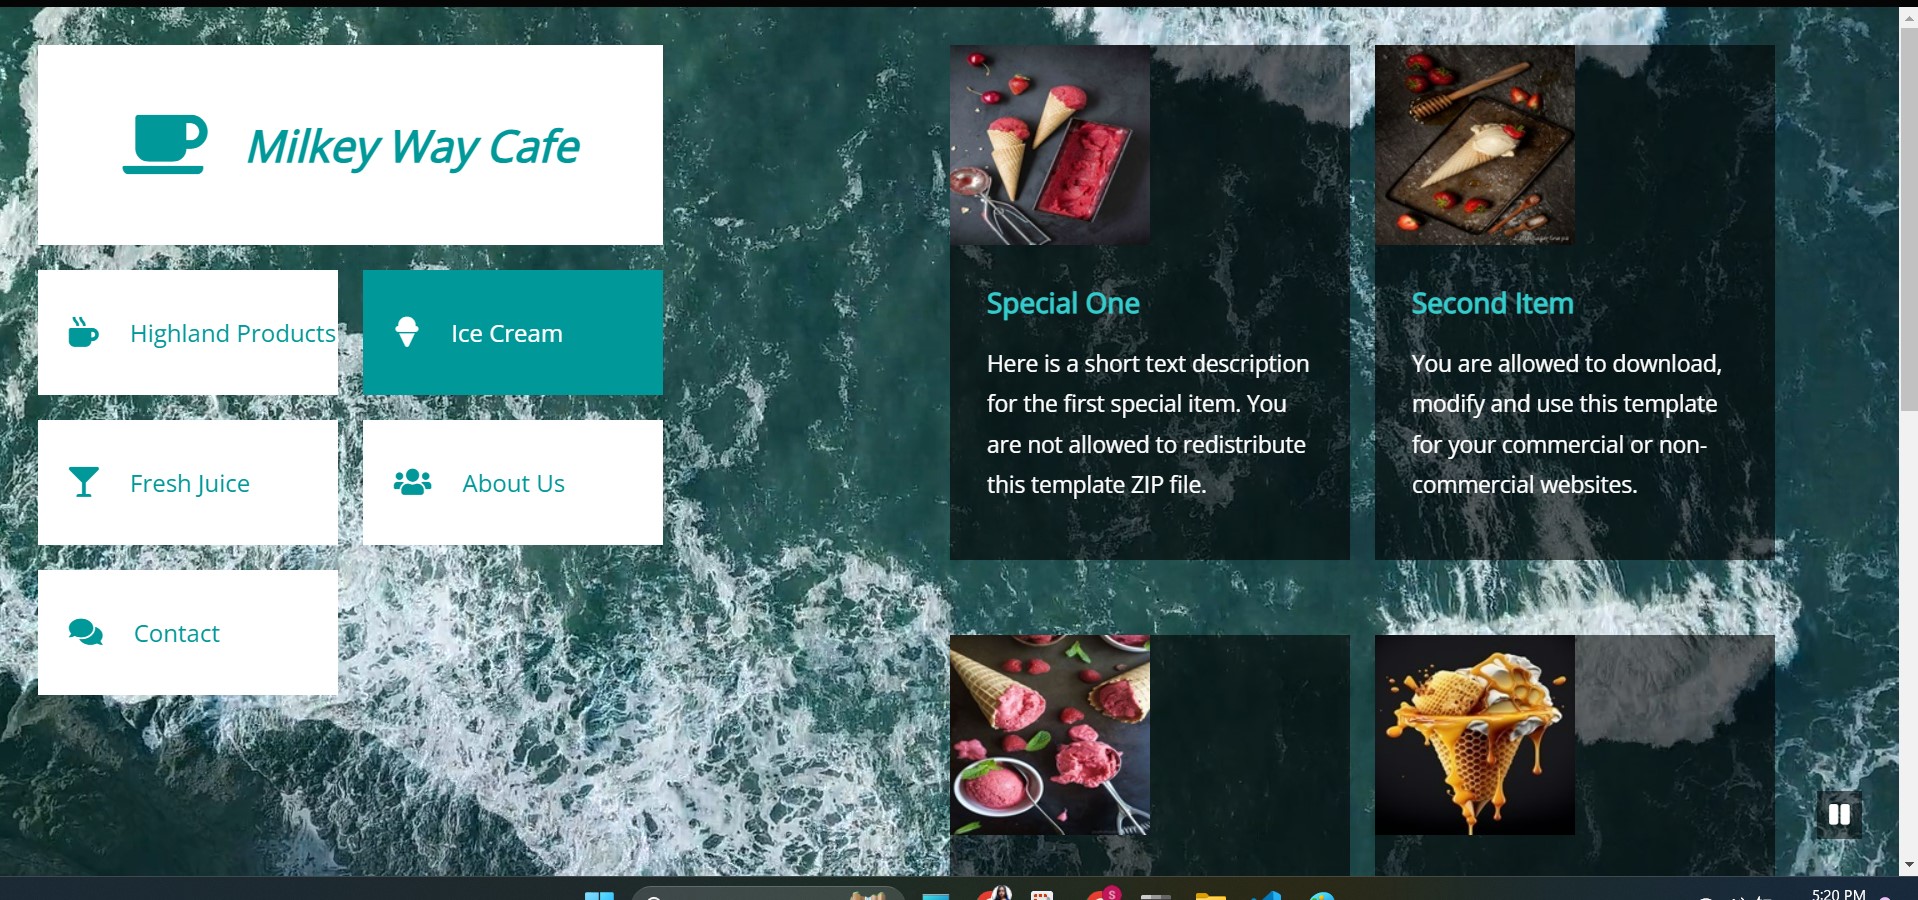 Milkey Way Cafe
Highland Products
Ice Cream
Fresh Juice
About Us
Contact
Special One
Here is a short text description
for the first special item. You
are not allowed to redistribute
this template ZIP file.
Second Item
You are allowed to download,
modify and use this template
for your commercial or non-
commercial websites.
S
5:20 PM